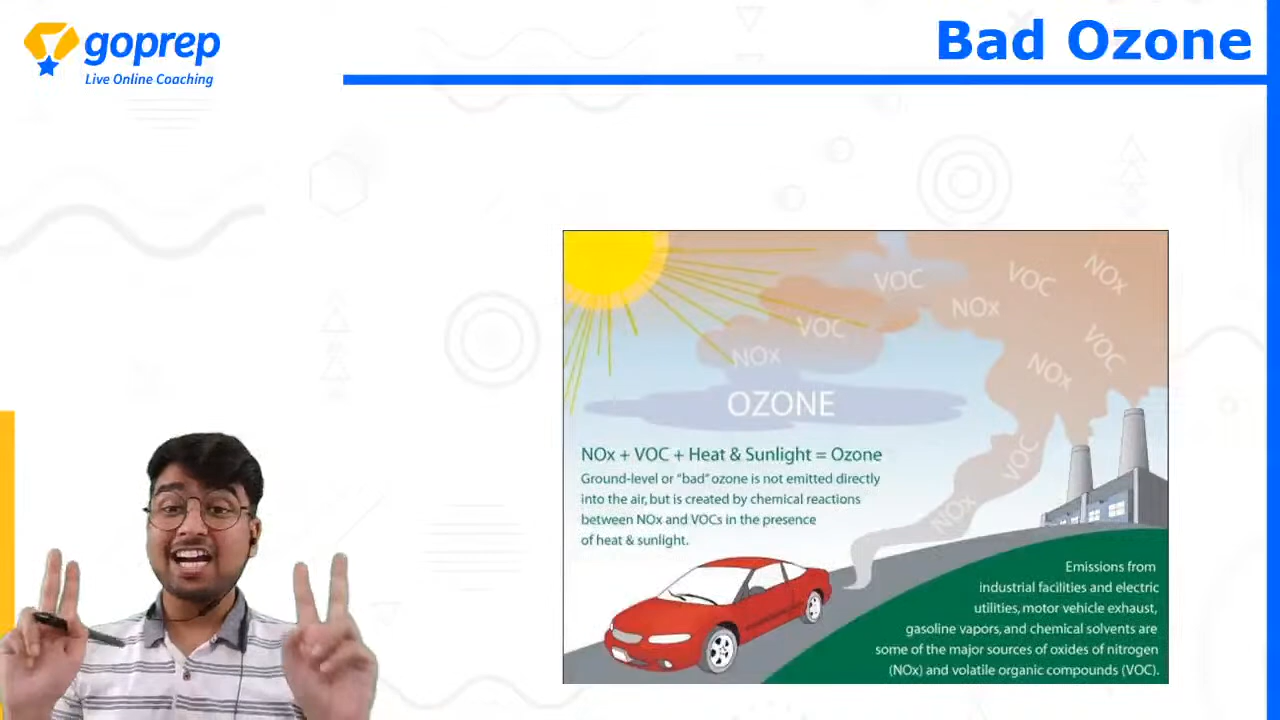 goprep
Live Online Coaching
Bad Ozone
VOC
VOC
NOx
NOx
VOC
VOC
NOx
NOx
OZONE
VOC
NOx
NOx + VOC + Heat & Sunlight = Ozone
Ground-level or "bad" ozone is not emitted directly
into the air, but is created by chemical reactions
between NOx and VOCs in the presence
of heat & sunlight.
Emissions from
industrial facilities and electric
utilities, motor vehicle exhaust,
gasoline vapors, and chemical solvents are
some of the major sources of oxides of nitrogen
(NOx) and volatile organic compounds (VOC).